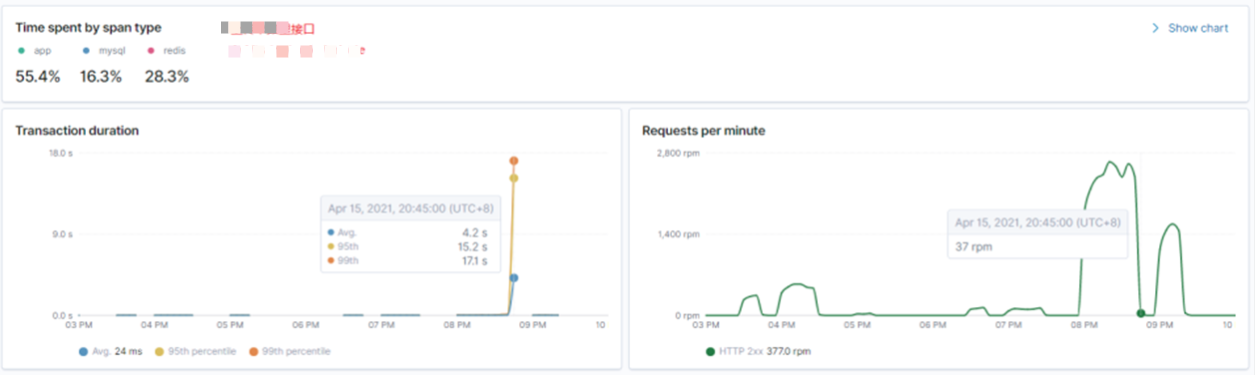 Time spent by span type
接口
Show chart
app mysql redis
e
55.4% 16.3% 28.3%
Transaction duration
18.0 s
9.0 s
0.0 s
Apr 15, 2021, 20:45:00 (UTC+8)
Avg. 4.2 s
95th 15.2 s
99th 17.1 s
03 PM 04 PM 05 PM 06 PM 07 PM 08 PM 09 PM 10
Avg. 24 ms 95th percentile 99th percentile
Requests per minute
2,800 rpm
1,400 rpm
0 rpm
Apr 15, 2021, 20:45:00 (UTC+8)
37 rpm
03 PM 04 PM 05 PM 06 PM 07 PM 08 PM 09 PM 10
HTTP 2xx 377.0 rpm